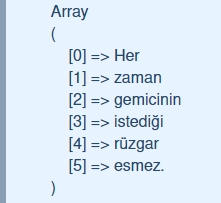 Array
(
[0] => Her
[1] => zaman
[2] => gemicinin
[3] => istediği
[4] => rüzgar
[5] => esmez.
)